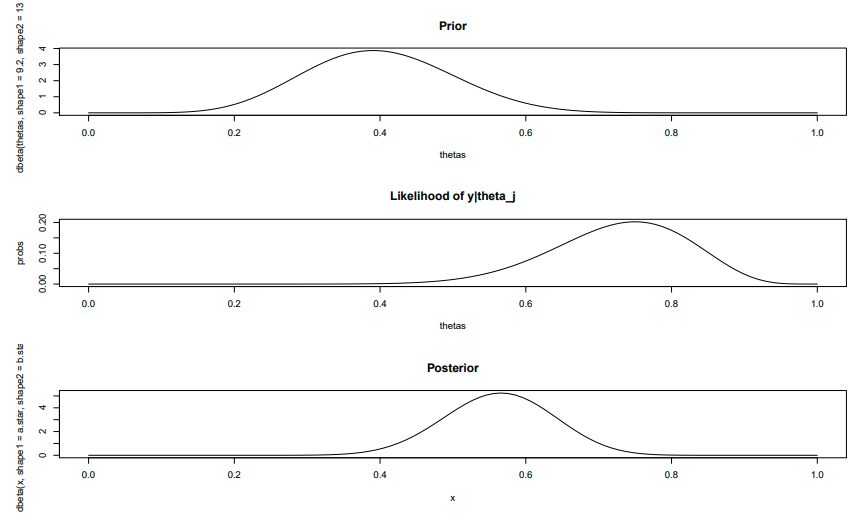 Prior
dbeta(thetas, shape1 = 9.2, shape2 = 13
4
3
2
1
0
0.0 0.2 0.4 0.6 0.8 1.0
thetas
Likelihood of y|theta_j
probs
0.20
0.10
0.00
0.0 0.2 0.4 0.6 0.8 1.0
thetas
Posterior
dbeta(x, shape1 = a.star, shape2 = b.sta
4
2
0
0.0 0.2 0.4 0.6 0.8 1.0
x